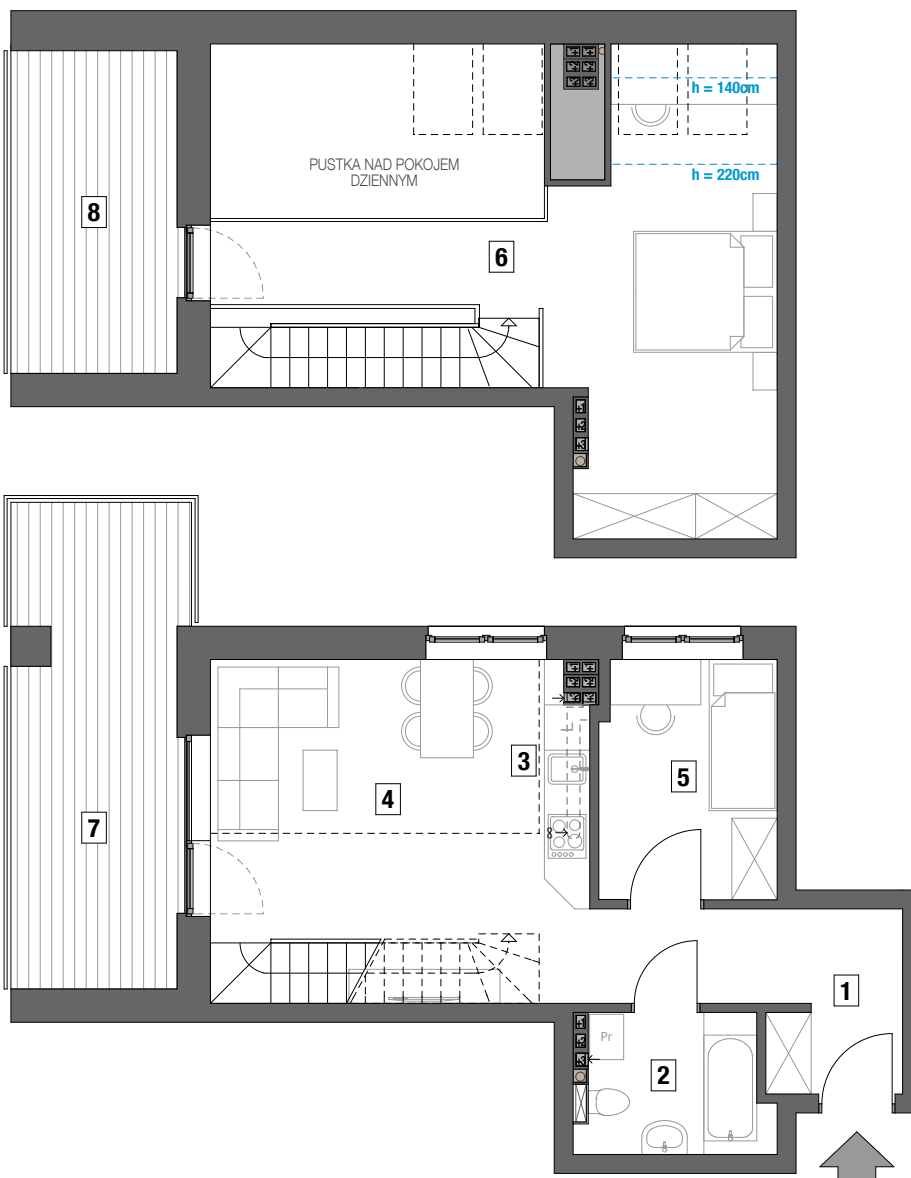 h = 140cm
PUSTKA NAD POKOJEM
DZIENNYM
h = 220cm
8
6
3
5
4
7
1
Pr
2